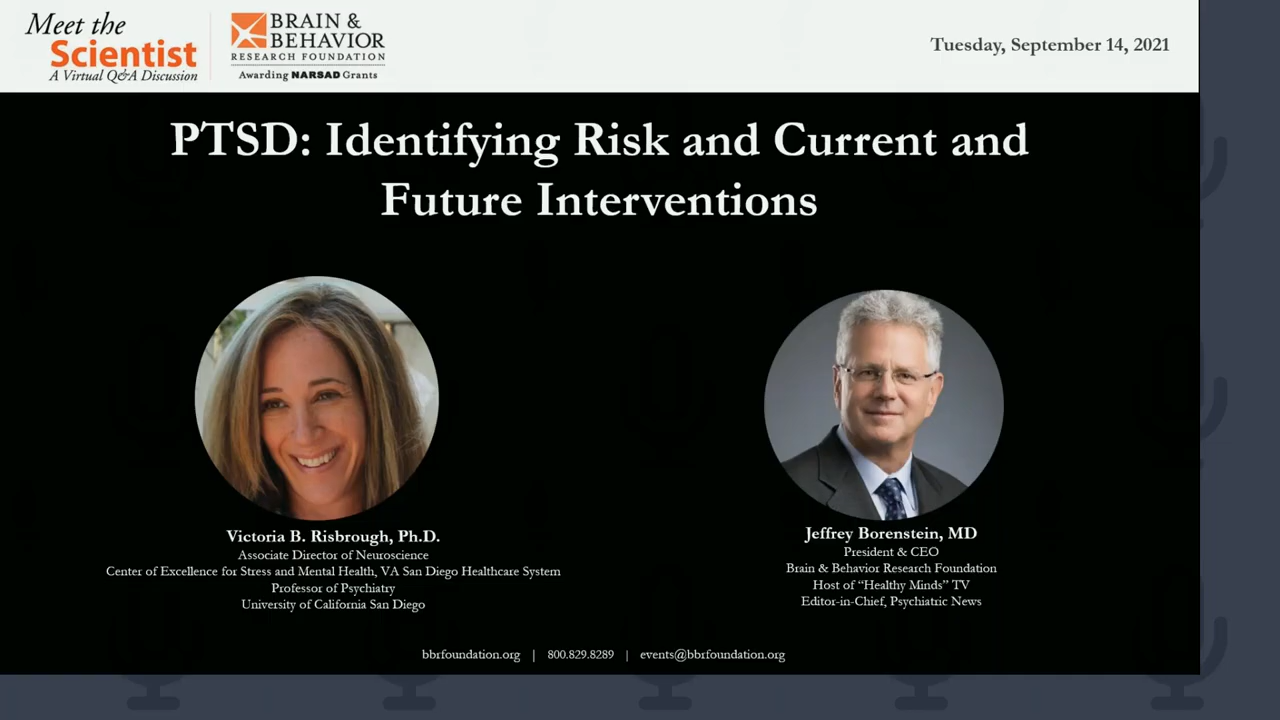 Meet the
Scientist
A Virtual Q&A Discussion
BRAIN &
BEHAVIOR
RESEARCH FOUNDATION
Awarding NARSAD Grants
Tuesday, September 14, 2021
PTSD: Identifying Risk and Current and
Future Interventions
Victoria B. Risbrough, Ph.D.
Associate Director of Neuroscience
Center of Excellence for Stress and Mental Health, VA San Diego Healthcare System
Professor of Psychiatry
University of California San Diego
Jeffrey Borenstein, MD
President & CEO
Brain & Behavior Research Foundation
Host of “Healthy Minds” TV
Editor-in-Chief, Psychiatric News
bbrfoundation.org | 800.829.8289 | events@bbrfoundation.org